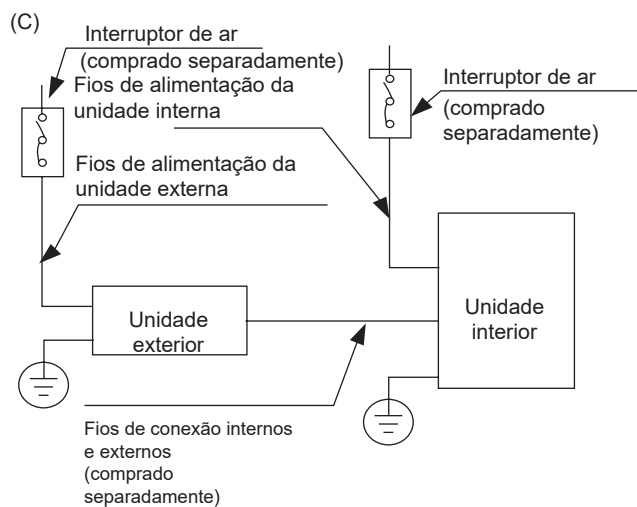 (C)
Interruptor de ar
(comprado separadamente)
Fios de alimentação da
unidade interna
Interruptor de ar
(comprado
separadamente)
Fios de alimentação da
unidade externa
Unidade
exterior
Unidade
interior
Fios de conexão internos
e externos
(comprado
separadamente)